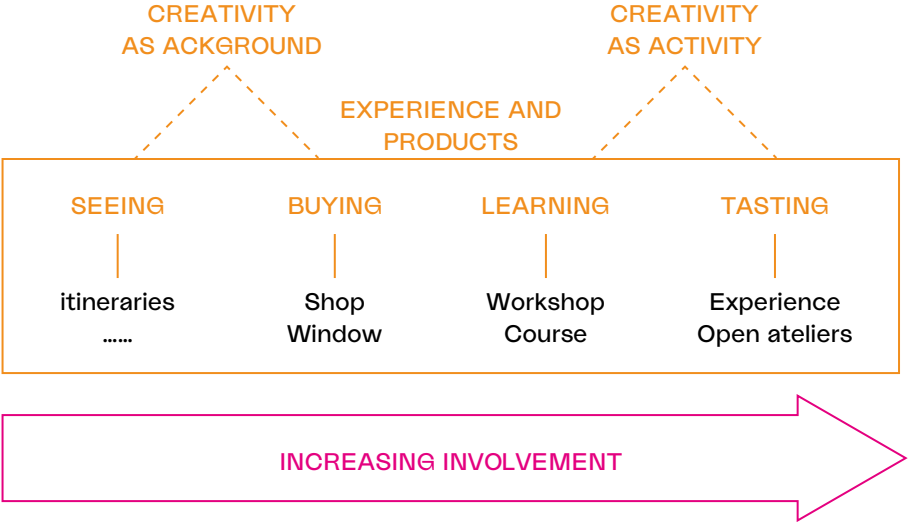 CREATIVITY
AS ACKGROUND
CREATIVITY
AS ACTIVITY
EXPERIENCE AND
PRODUCTS
SEEING
BUYING
LEARNING
TASTING
itineraries
......
Shop
Window
Workshop
Course
Experience
Open ateliers
INCREASING INVOLVEMENT